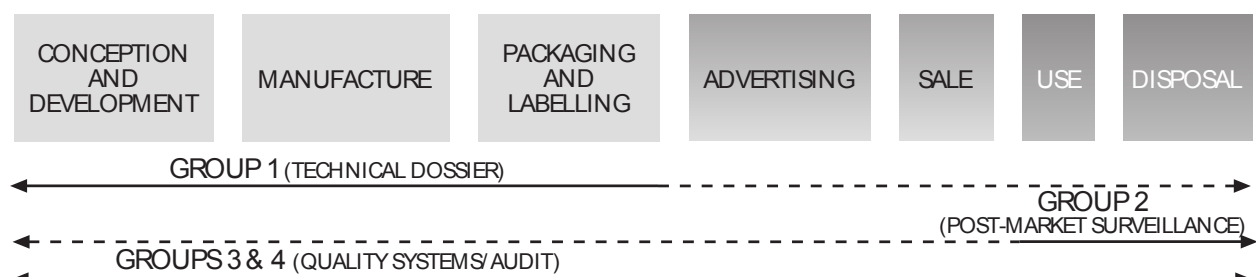 CONCEPTION
AND
DEVELOPMENT
MANUFACTURE
PACKAGING
AND
LABELLING
ADVERTISING
SALE
USE
DISPOSAL
GROUP 1 (TECHNICAL DOSSIER)
GROUP 2
(POST-MARKET SURVEILLANCE)
GROUPS 3 & 4 (QUALITY SYSTEMS/AUDIT)